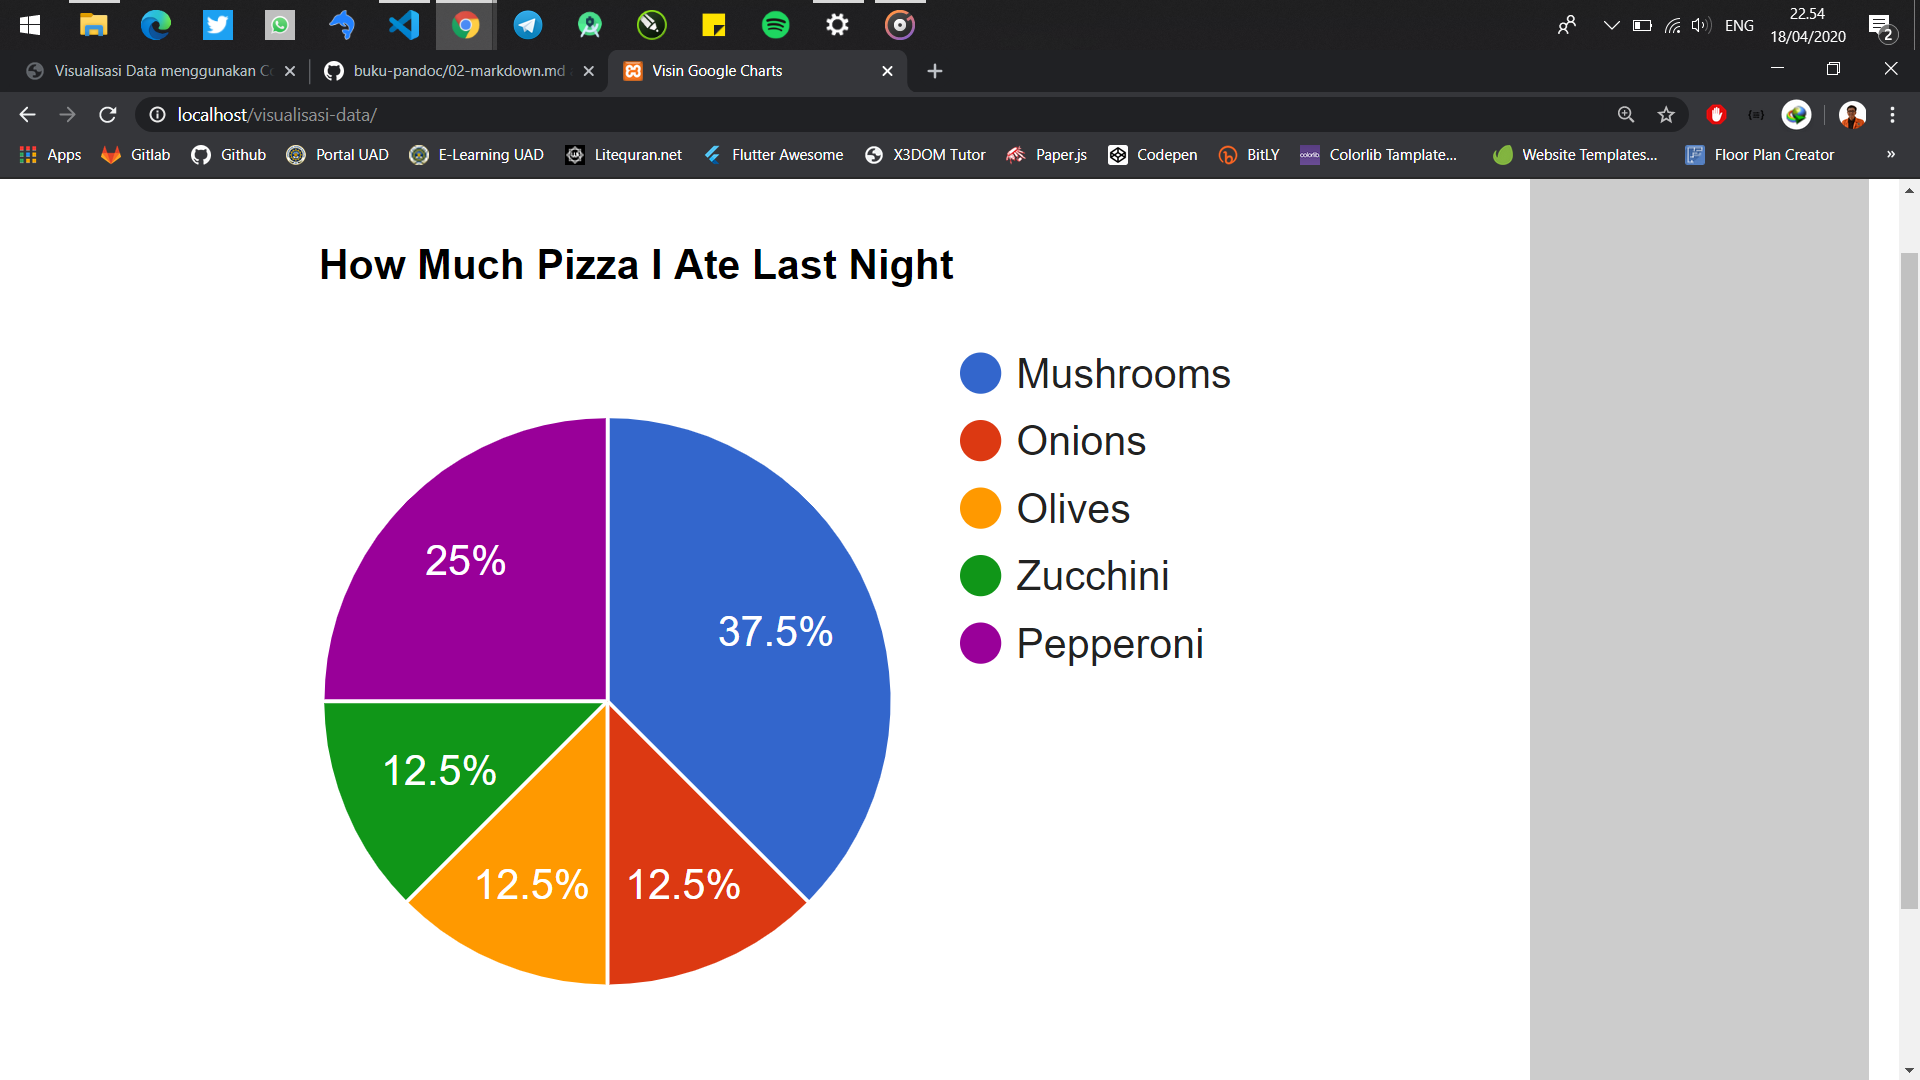 ENG
22.54
18/04/2020
2
Visualisasi Data menggunakan Co
buku-pandoc/02-markdown.md
Visin Google Charts
localhost/visualisasi-data/
Apps
Gitlab
Github
Portal UAD
E-Learning UAD
Litequran.net
Flutter Awesome
X3DOM Tutor
Paper.js
Codepen
BitLY
Colorlib Tamplate...
Website Templates...
Floor Plan Creator
»
How Much Pizza I Ate Last Night
Mushrooms
Onions
Olives
Zucchini
Pepperoni
25%
37.5%
12.5%
12.5%
12.5%